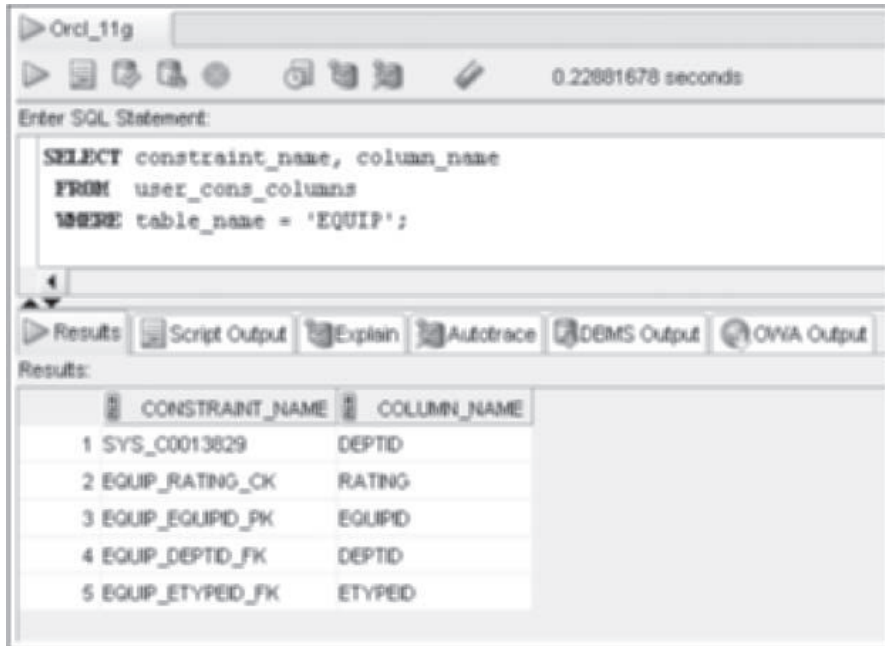 Orcl_11g
0.22881678 seconds
Enter SQL Statement:
SELECT constraint_name, column_name
FROM user_cons_columns
WHERE table_name = 'EQUIP';
Results Script Output Explain Autotrace DBMS Output OWA Output
Results:
CONSTRAINT_NAME COLUMN_NAME
1 SYS_C0013829 DEPTID
2 EQUIP_RATING_CK RATING
3 EQUIP_EQUIPID_PK EQUIPID
4 EQUIP_DEPTID_FK DEPTID
5 EQUIP_ETYPEID_FK ETYPEID